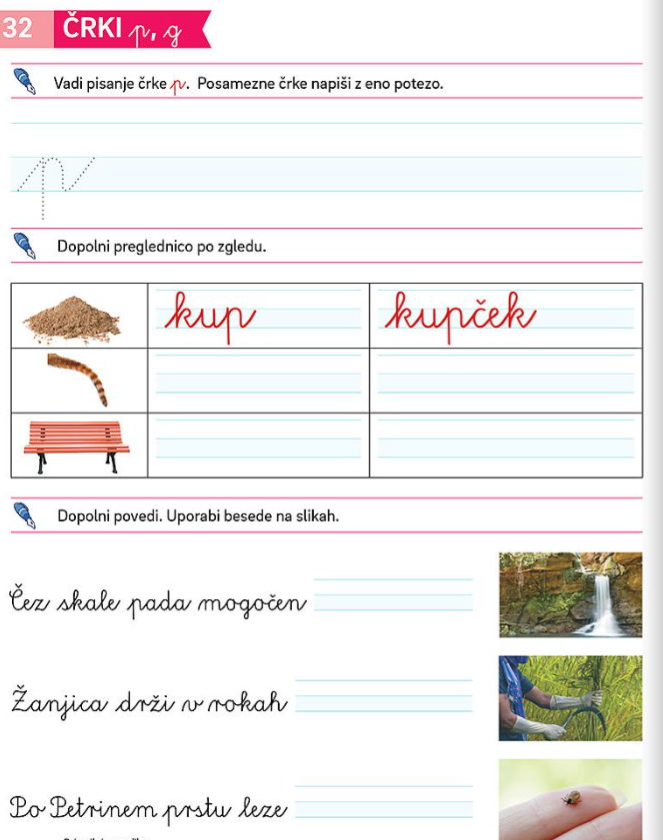 32 ČRKI p, g
Vadi pisanje črke p. Posamezne črke napiši z eno potezo.
p
Dopolni preglednico po zgledu.
kup kupček
Dopolni povedi. Uporabi besede na slikah.
Čez skale pada mogočen
Žanjica drži v rokah
Po Petrinem prstu leze